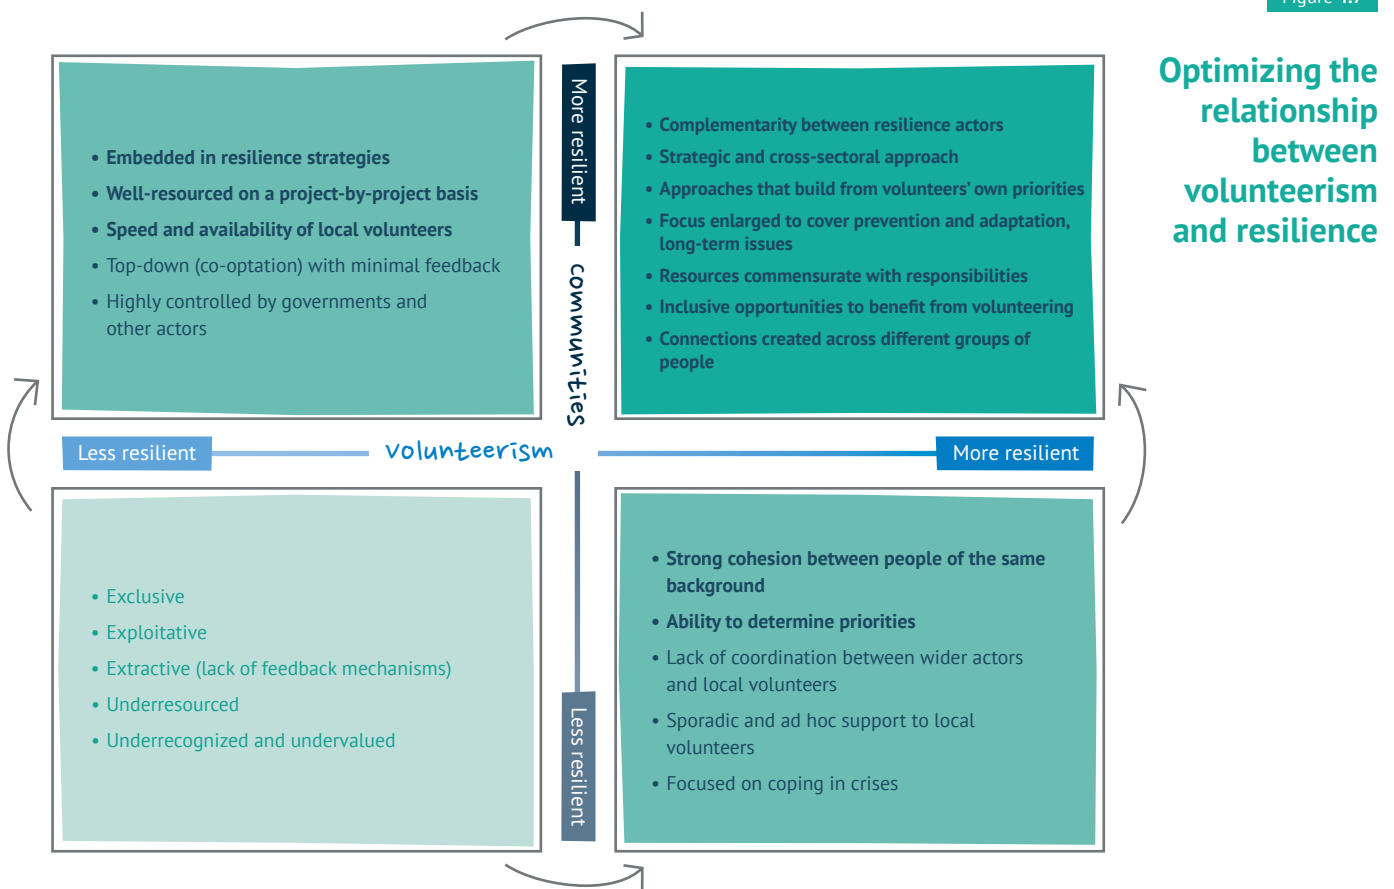 Figure 4.7
Optimizing the
relationship
between
volunteerism
and resilience
More resilient
• Embedded in resilience strategies
• Well-resourced on a project-by-project basis
• Speed and availability of local volunteers
• Top-down (co-optation) with minimal feedback
• Highly controlled by governments and
other actors
• Complementarity between resilience actors
• Strategic and cross-sectoral approach
• Approaches that build from volunteers’ own priorities
• Focus enlarged to cover prevention and adaptation,
long-term issues
• Resources commensurate with responsibilities
• Inclusive opportunities to benefit from volunteering
• Connections created across different groups of
people
communities
Less resilient
volunteerism
More resilient
• Exclusive
• Exploitative
• Extractive (lack of feedback mechanisms)
• Underresourced
• Underrecognized and undervalued
• Strong cohesion between people of the same
background
• Ability to determine priorities
• Lack of coordination between wider actors
and local volunteers
• Sporadic and ad hoc support to local
volunteers
• Focused on coping in crises
Less resilient